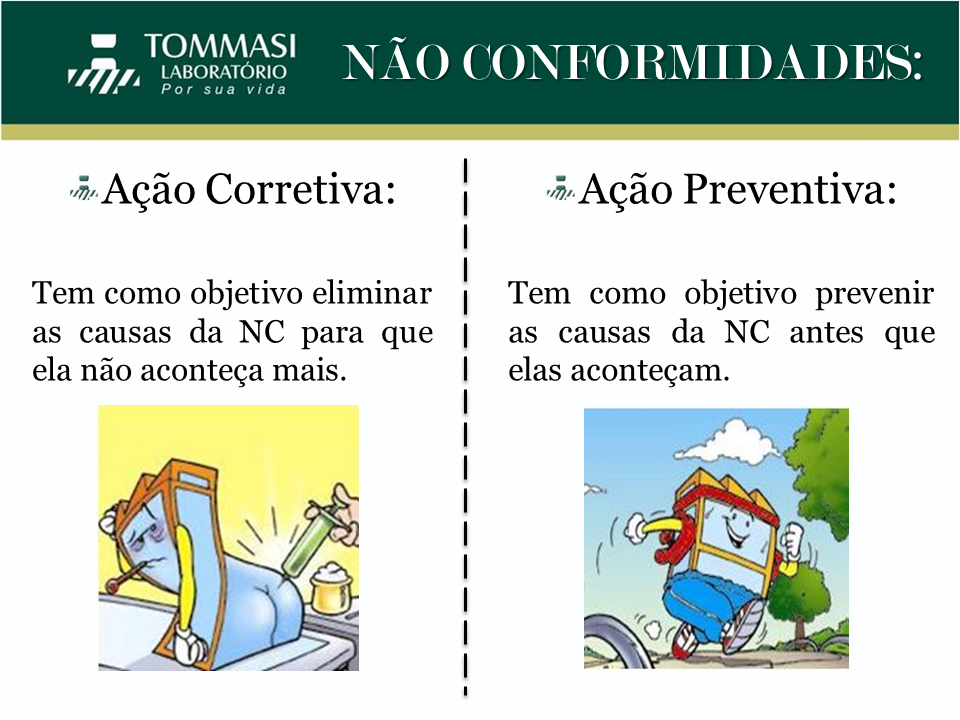 TOMMASI
LABORATÓRIO
Por sua vida
NÃO CONFORMIDADES:
Ação Corretiva:
Tem como objetivo eliminar
as causas da NC para que
ela não aconteça mais.
Ação Preventiva:
Tem como objetivo prevenir
as causas da NC antes que
elas aconteçam.